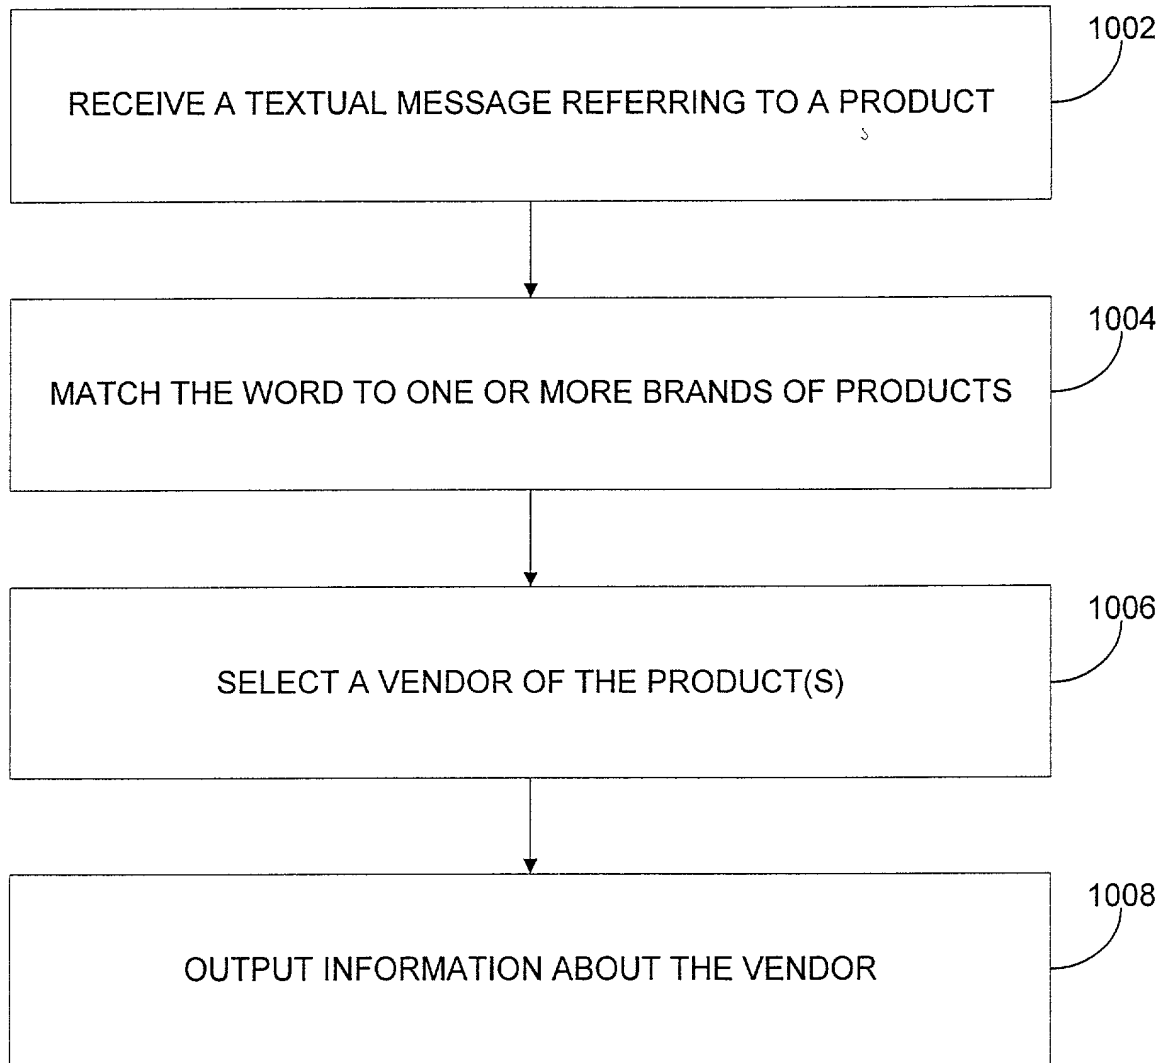 1002
RECEIVE A TEXTUAL MESSAGE REFERRING TO A PRODUCT
1004
MATCH THE WORD TO ONE OR MORE BRANDS OF PRODUCTS
1006
SELECT A VENDOR OF THE PRODUCT(S)
1008
OUTPUT INFORMATION ABOUT THE VENDOR